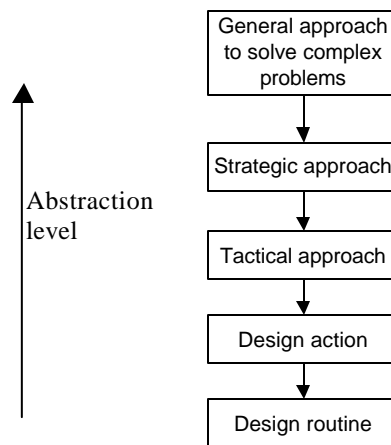 General approach
to solve complex
problems
Strategic approach
Abstraction
level
Tactical approach
Design action
Design routine